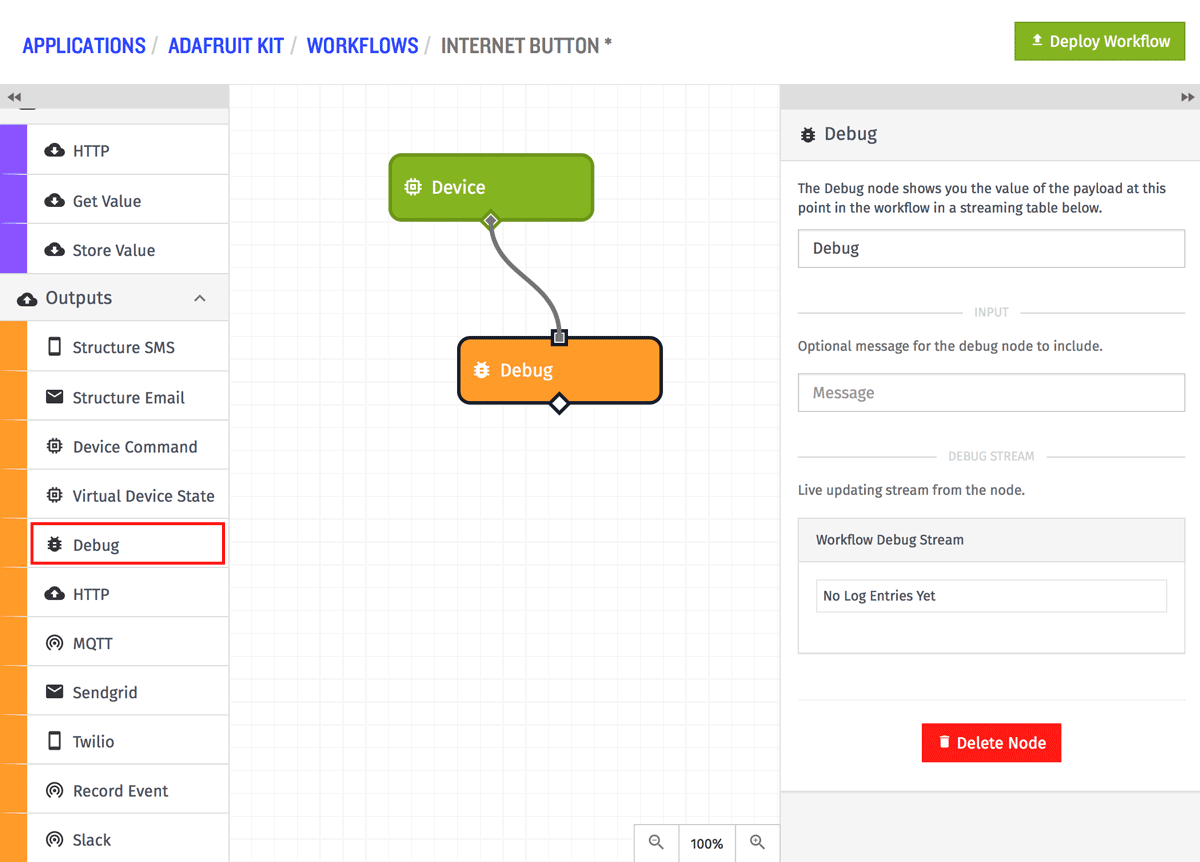 APPLICATIONS / ADAFRUIT KIT / WORKFLOWS / INTERNET BUTTON *
Deploy Workflow
HTTP
Get Value
Store Value
Outputs
Structure SMS
Structure Email
Device Command
Virtual Device State
Debug
HTTP
MQTT
Sendgrid
Twilio
Record Event
Slack
Device
Debug
100%
Debug
The Debug node shows you the value of the payload at this
point in the workflow in a streaming table below.
Debug
INPUT
Optional message for the debug node to include.
Message
DEBUG STREAM
Live updating stream from the node.
Workflow Debug Stream
No Log Entries Yet
Delete Node